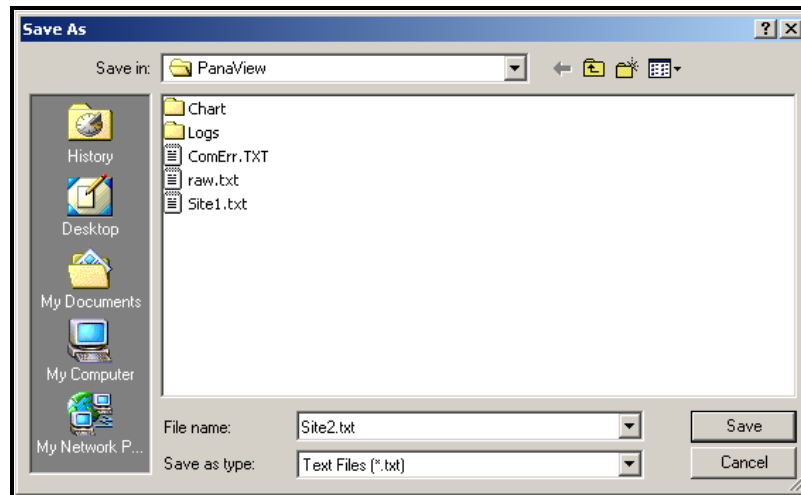 Save As
Save in: PanaView
History
Desktop
My Documents
My Computer
My Network P...
Chart
Logs
ComErr.TXT
raw.txt
Site1.txt
File name: Site2.txt Save
Save as type: Text Files (*.txt) Cancel